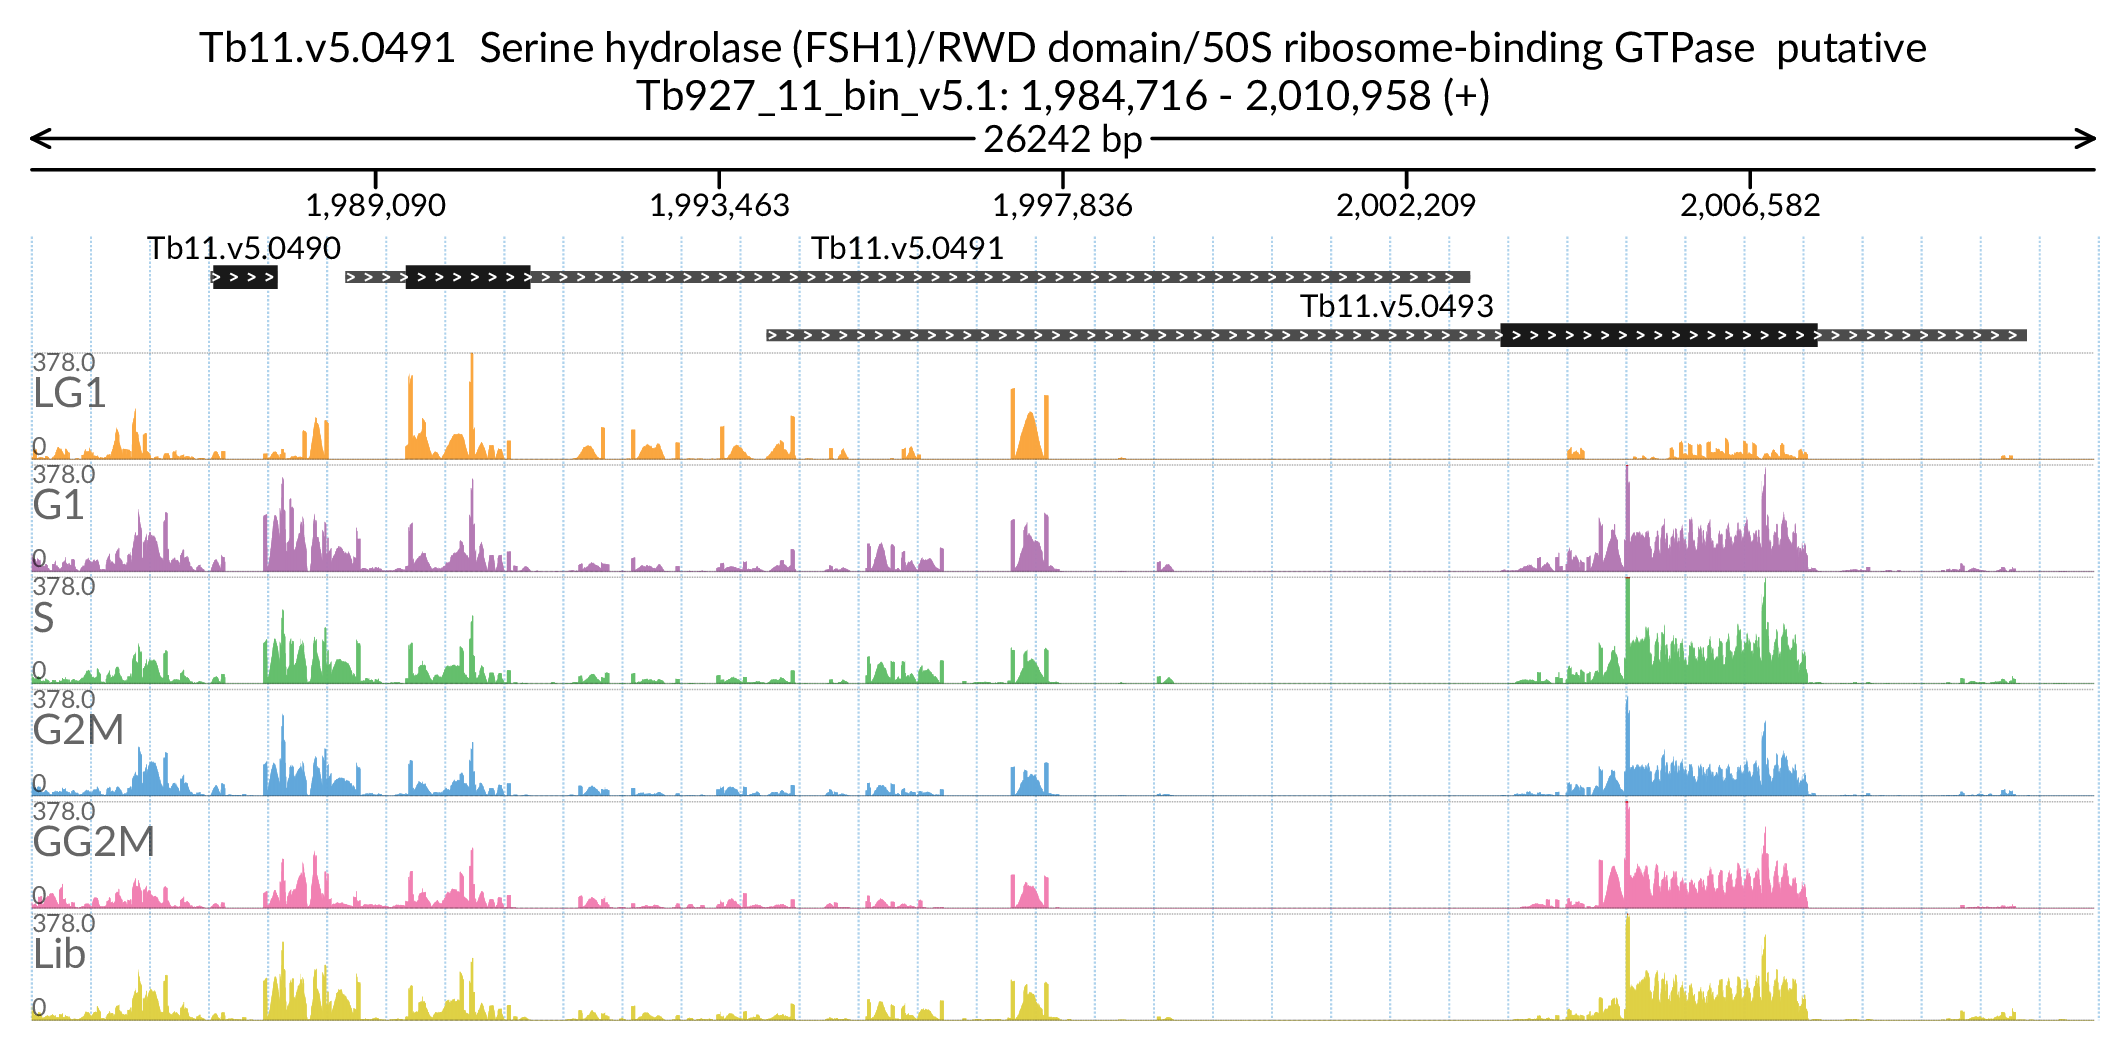 Tb11.v5.0491  Serine hydrolase (FSH1)/RWD domain/50S ribosome-binding GTPase  putative
Tb927_11_bin_v5.1: 1,984,716 - 2,010,958 (+)
26242 bp
1,989,090 1,993,463 1,997,836 2,002,209 2,006,582
Tb11.v5.0490 Tb11.v5.0491
Tb11.v5.0493
378.0
LG1
0
378.0
G1
0
378.0
S
0
378.0
G2M
0
378.0
GG2M
0
378.0
Lib
0